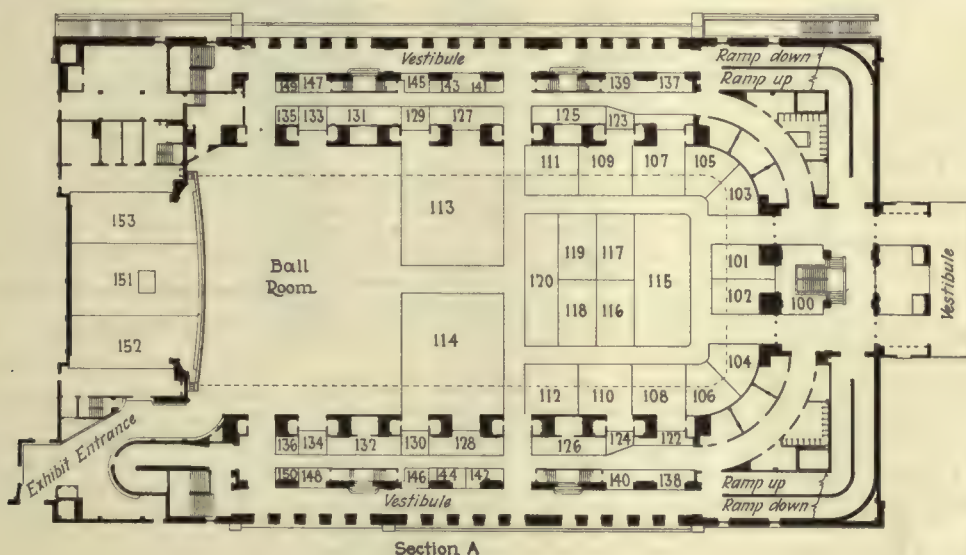 Vestibule
Ramp down
Ramp up
149 147 145 143 141 139 137
135 133 131 129 127 125 123
111 109 107 105
103
113
153
119 117
101
Ball
Room
151
120
115
102
100
Vestibule
118 116
152
114
104
112 110 108 106
136 134 132 130 128 126 124 122
150 148 146 144 142 140 138
Exhibit Entrance
Vestibule
Ramp up
Ramp down
Section A